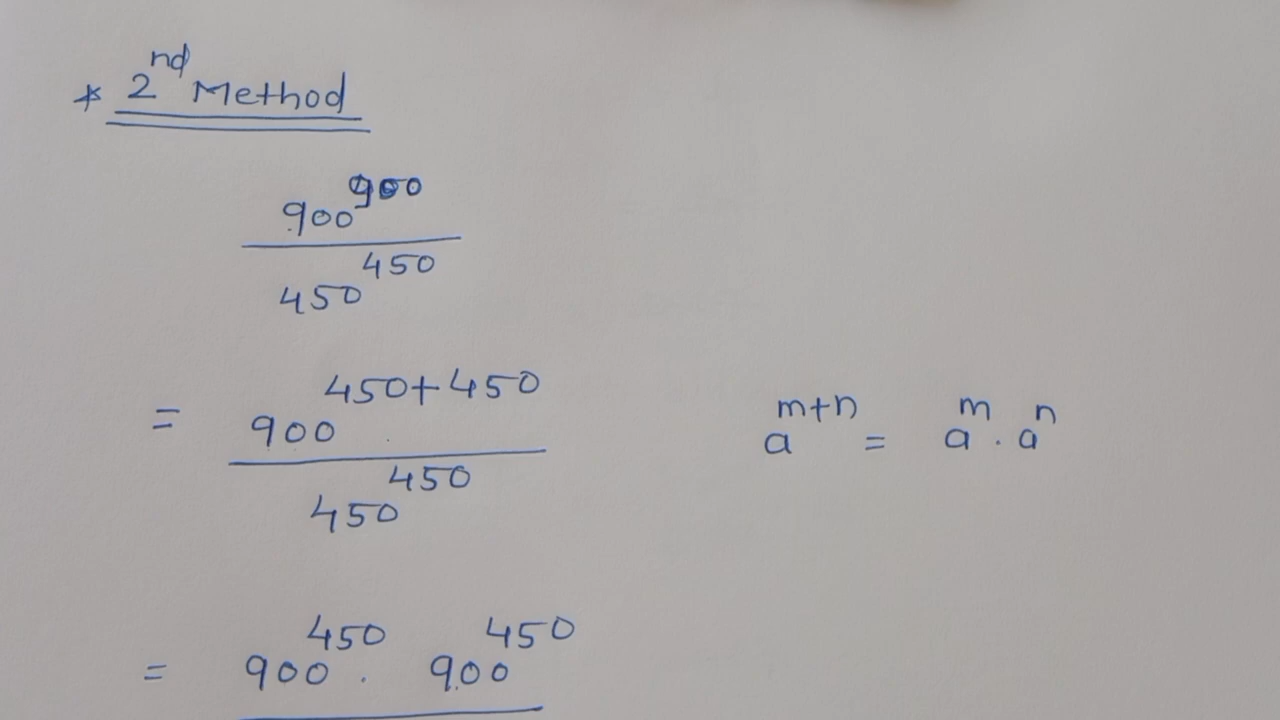 * 2nd Method
900^900
450^450
= 900^450+450
450^450
a^m+n = a^m . a^n
= 900^450 . 900^450